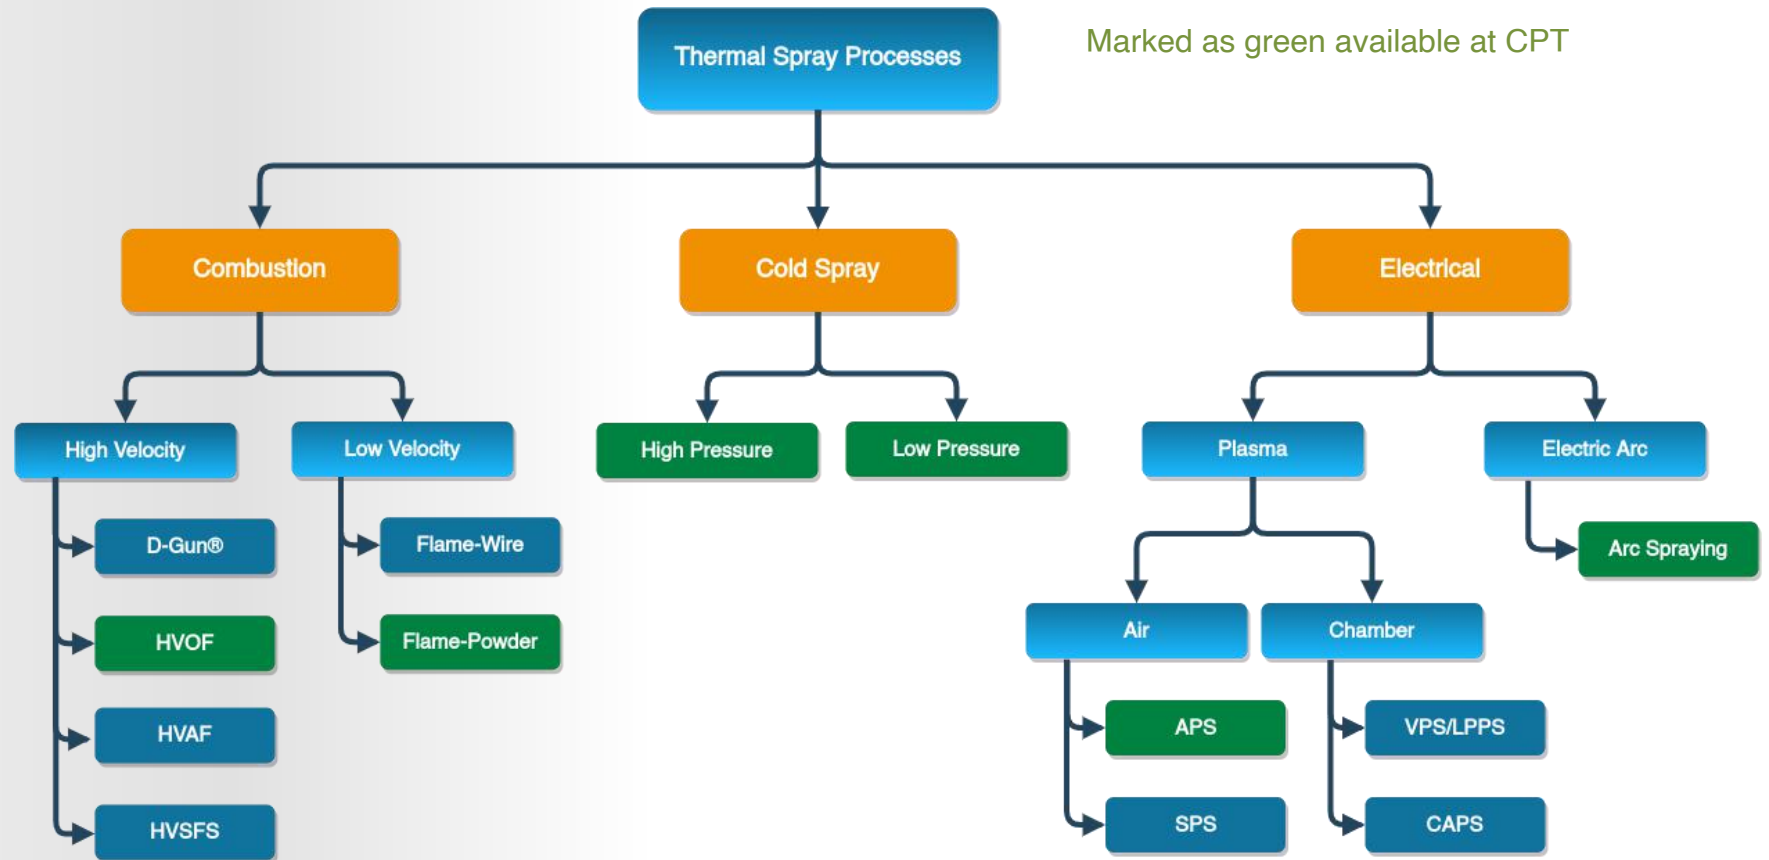 Thermal Spray Processes
Marked as green available at CPT
Combustion
Cold Spray
Electrical
High Velocity
Low Velocity
High Pressure
Low Pressure
Plasma
Electric Arc
D-Gun®
Flame-Wire
Arc Spraying
HVOF
Flame-Powder
Air
Chamber
HVAF
APS
VPS/LPPS
HVSFS
SPS
CAPS